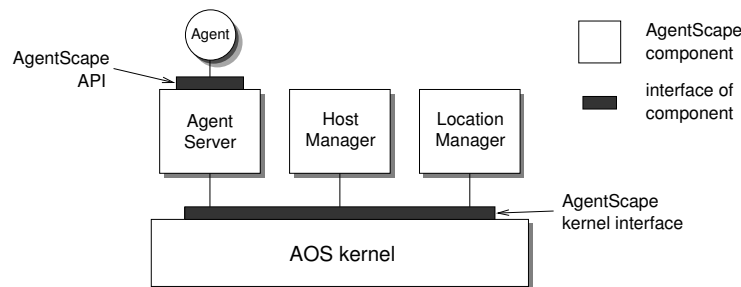 Agent
AgentScape
API
Agent
Server
Host
Manager
Location
Manager
AgentScape
component
interface of
component
AgentScape
kernel interface
AOS kernel